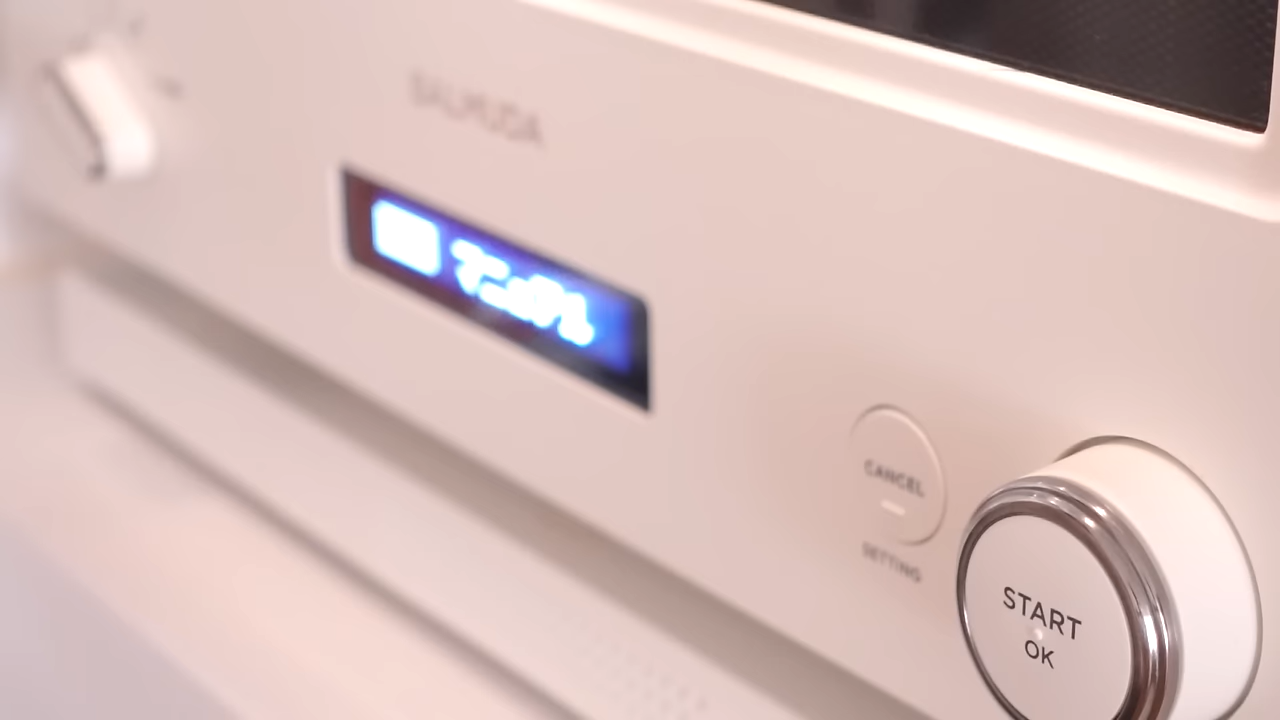 BALMUDA
マニュアル
CANCEL
SETTING
START
OK